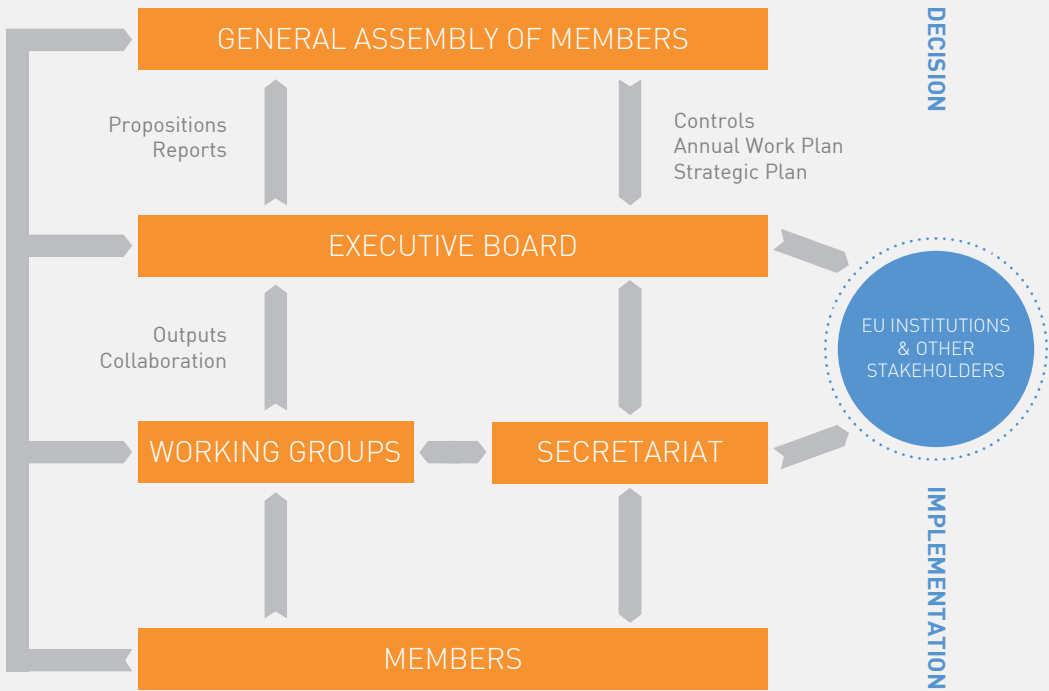 GENERAL ASSEMBLY OF MEMBERS
DECISION
Propositions
Reports
Controls
Annual Work Plan
Strategic Plan
EXECUTIVE BOARD
EU INSTITUTIONS
& OTHER
STAKEHOLDERS
Outputs
Collaboration
WORKING GROUPS
SECRETARIAT
IMPLEMENTATION
MEMBERS